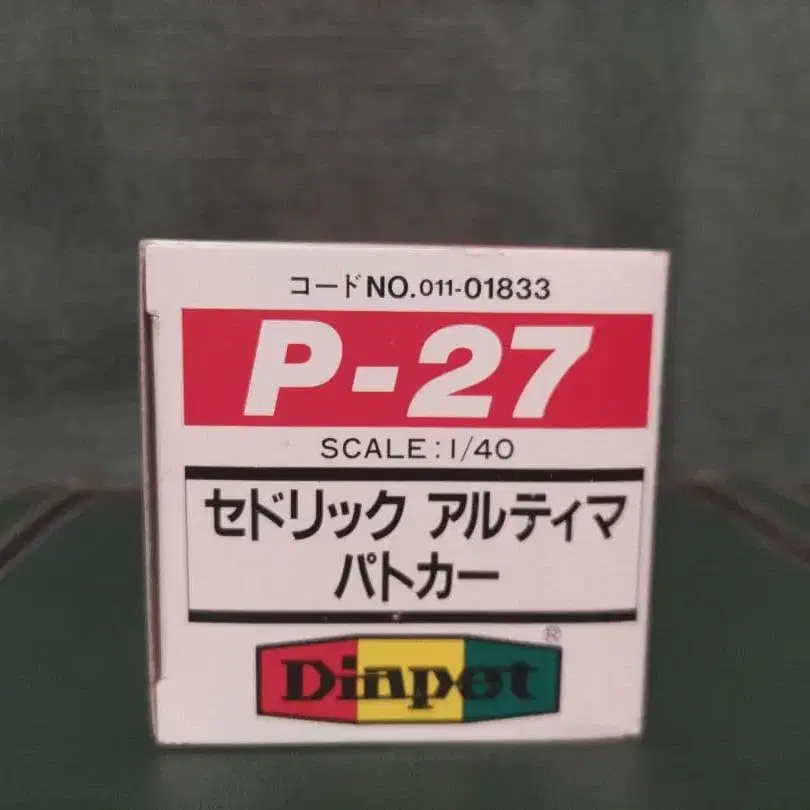 コードNO.011-01833
P-27
SCALE:1/40
セドリック アルティマ
パトカー
Diapet
®